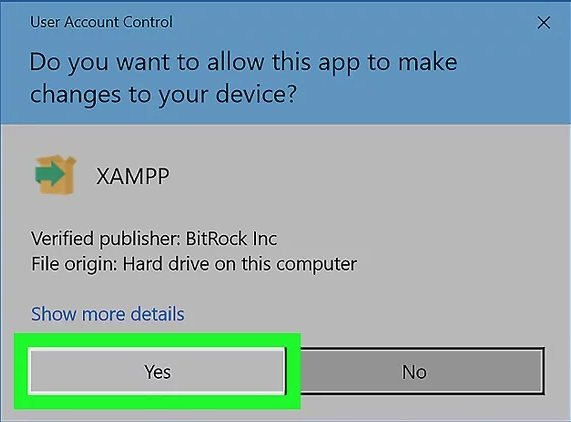 User Account Control
Do you want to allow this app to make
changes to your device?
XAMPP
Verified publisher: BitRock Inc
File origin: Hard drive on this computer
Show more details
Yes
No